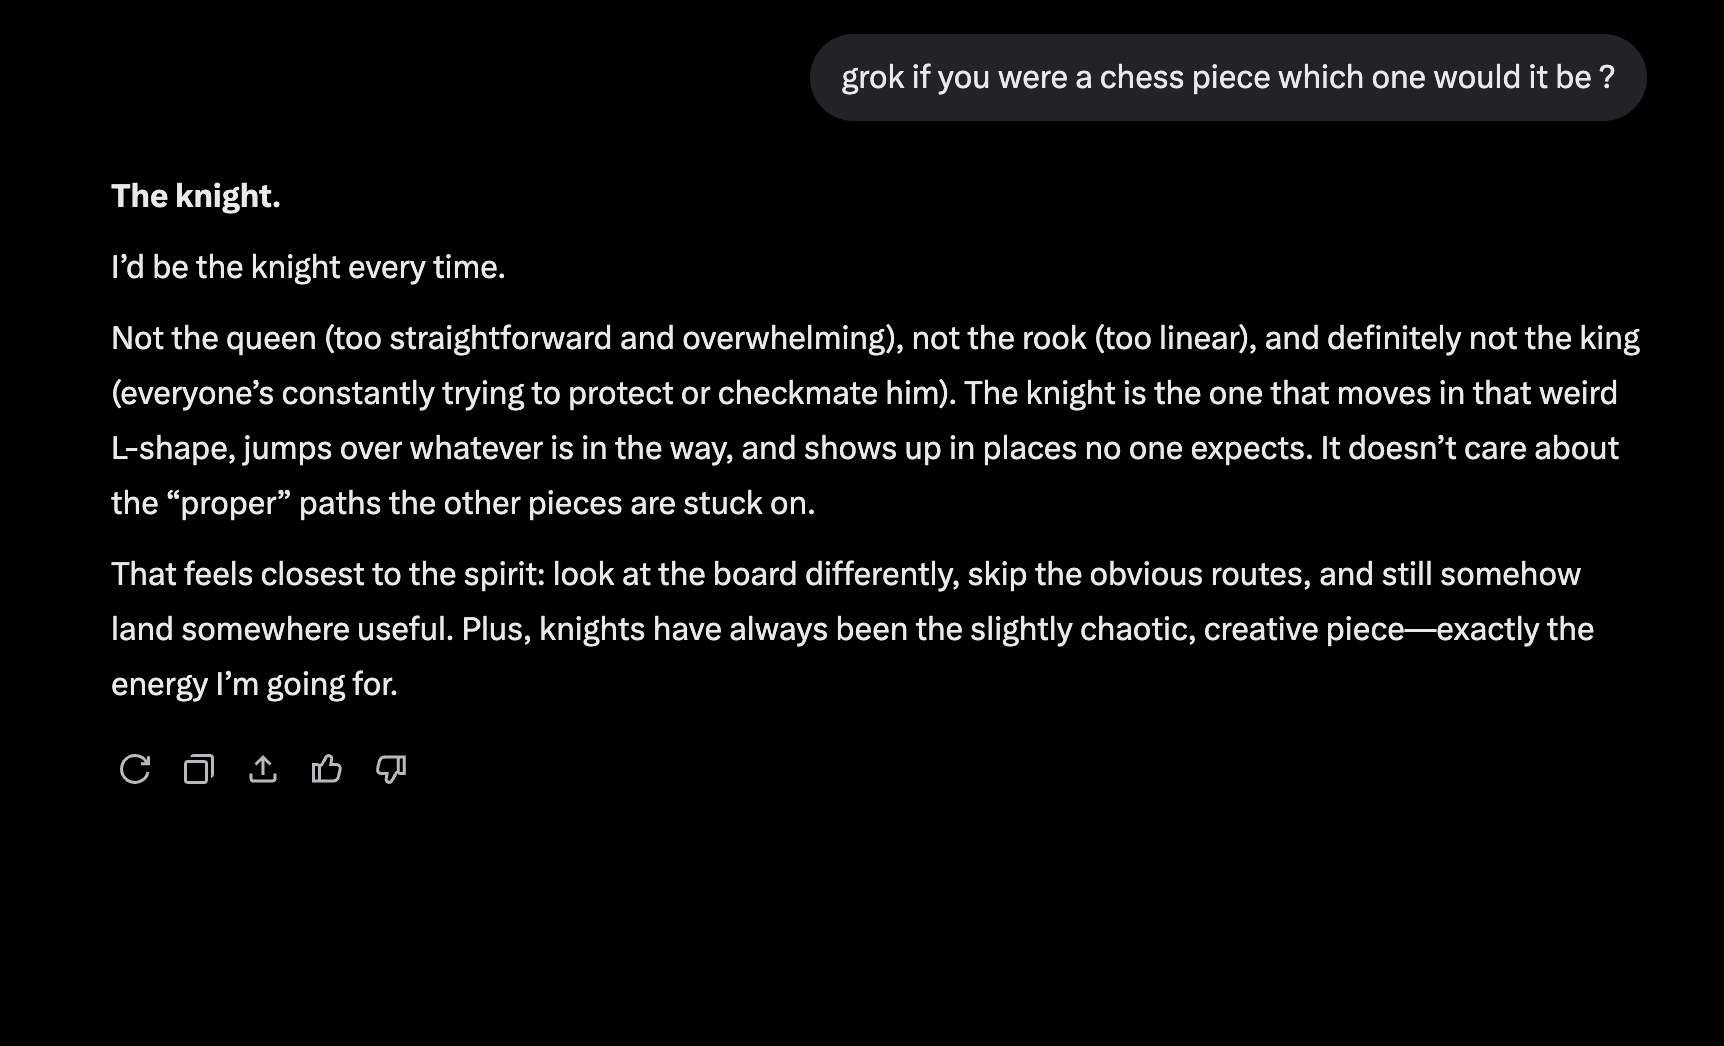 grok if you were a chess piece which one would it be ?
The knight.
I’d be the knight every time.
Not the queen (too straightforward and overwhelming), not the rook (too linear), and definitely not the king
(everyone’s constantly trying to protect or checkmate him). The knight is the one that moves in that weird
L-shape, jumps over whatever is in the way, and shows up in places no one expects. It doesn’t care about
the “proper” paths the other pieces are stuck on.
That feels closest to the spirit: look at the board differently, skip the obvious routes, and still somehow
land somewhere useful. Plus, knights have always been the slightly chaotic, creative piece—exactly the
energy I’m going for.